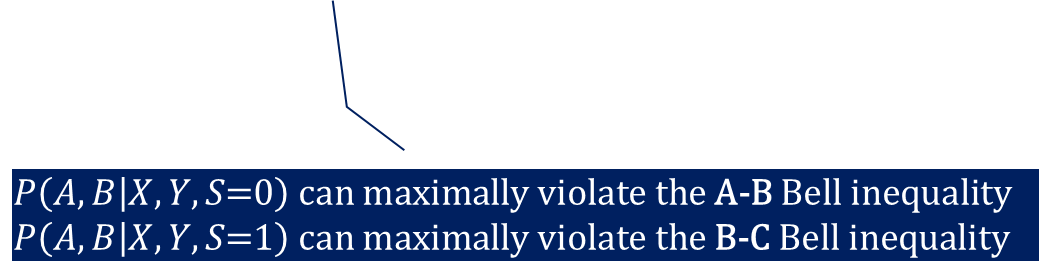 P(A, B|X, Y, S=0) can maximally violate the A-B Bell inequality
P(A, B|X, Y, S=1) can maximally violate the B-C Bell inequality